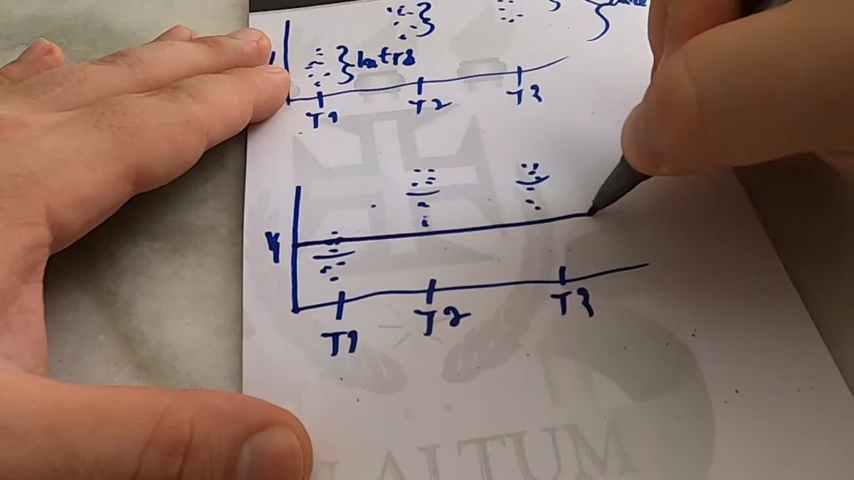 }Intra
T1 T2 T3
Y
T1 T2 T3
ALTUM